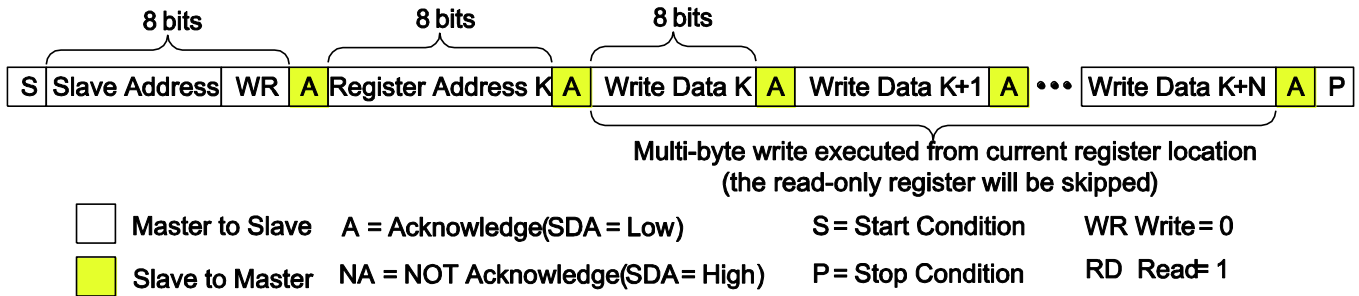 8 bits 8 bits 8 bits
S Slave Address WR A Register Address K A Write Data K A Write Data K+1 A ••• Write Data K+N A P
Multi-byte write executed from current register location
(the read-only register will be skipped)
Master to Slave A = Acknowledge(SDA = Low) S = Start Condition WR Write = 0
Slave to Master NA = NOT Acknowledge(SDA = High) P = Stop Condition RD Read= 1